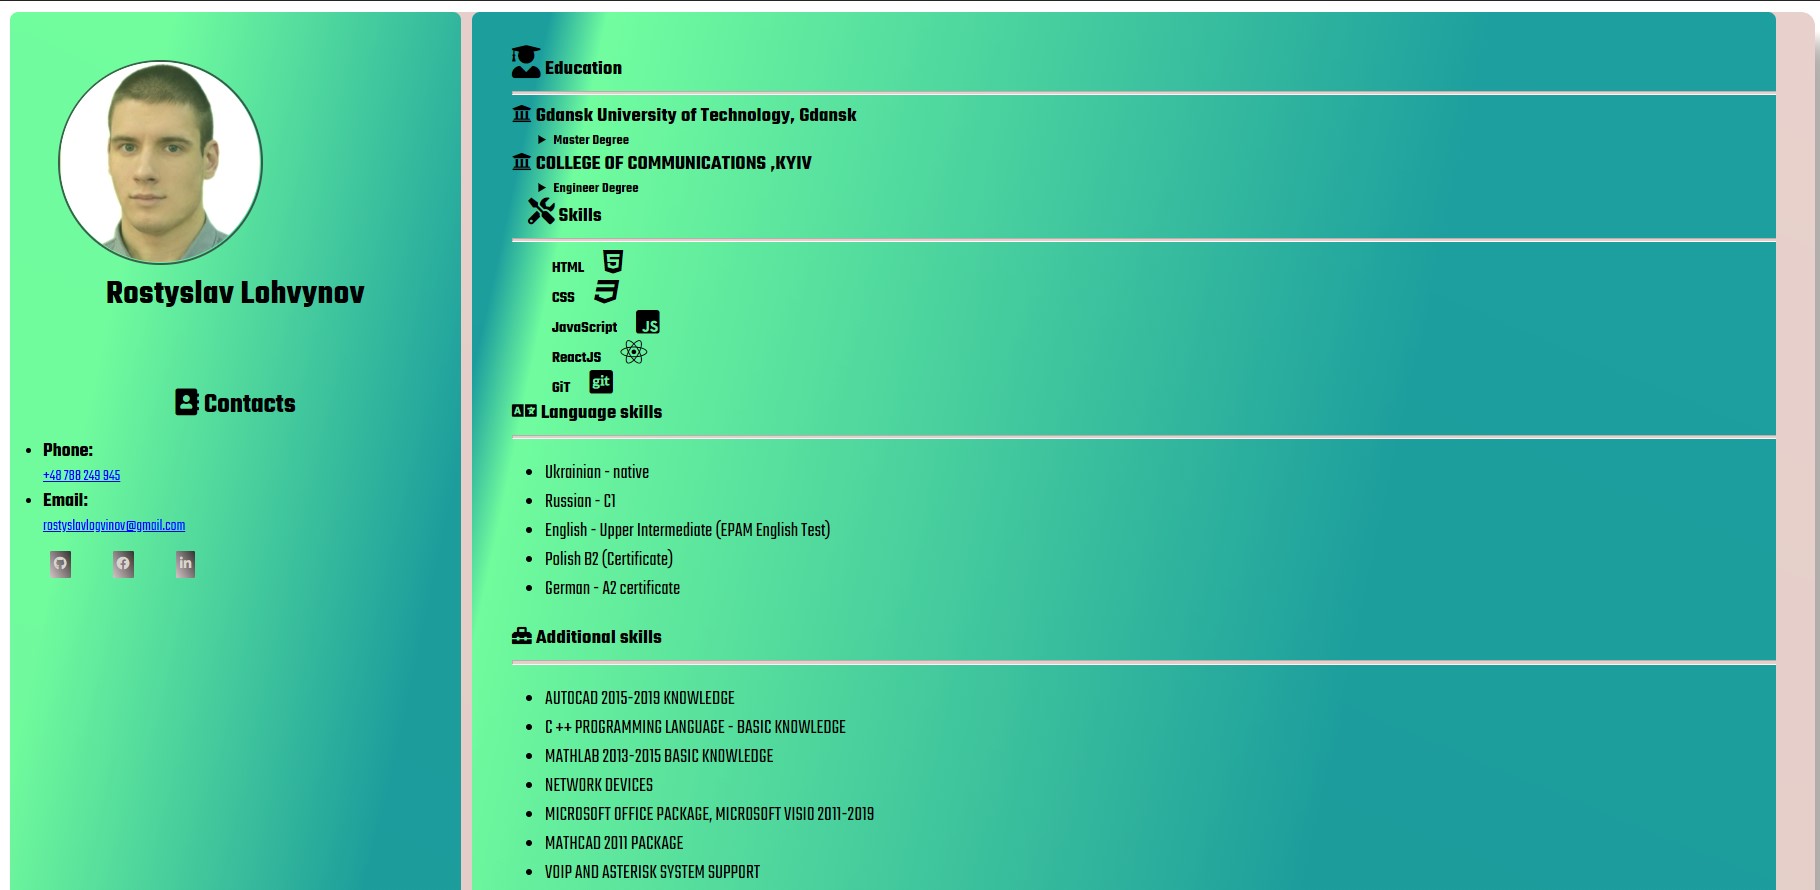 Rostyslav Lohvynov
Contacts
Phone:
+48 788 249 945
Email:
rostyslavlogvinov@gmail.com
Education
Gdansk University of Technology, Gdansk
Master Degree
COLLEGE OF COMMUNICATIONS ,KYIV
Engineer Degree
Skills
HTML
CSS
JavaScript JS
ReactJS
GiT git
Language skills
Ukrainian - native
Russian - C1
English - Upper Intermediate (EPAM English Test)
Polish B2 (Certificate)
German - A2 certificate
Additional skills
AUTOCAD 2015-2019 KNOWLEDGE
C ++ PROGRAMMING LANGUAGE - BASIC KNOWLEDGE
MATHLAB 2013-2015 BASIC KNOWLEDGE
NETWORK DEVICES
MICROSOFT OFFICE PACKAGE, MICROSOFT VISIO 2011-2019
MATHCAD 2011 PACKAGE
VOIP AND ASTERISK SYSTEM SUPPORT